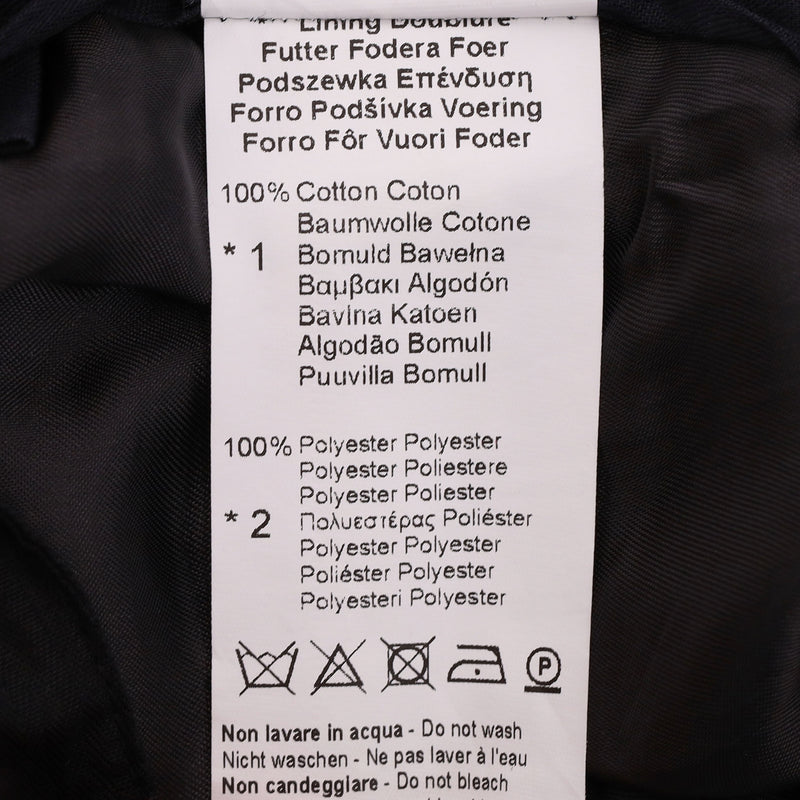 Lining Doublure
Futter Fodera Foer
Podszewka Επένδυση
Forro Podšívka Voering
Forro Fôr Vuori Foder
100% Cotton Coton
Baumwolle Cotone
* 1 Bomuld Bawełna
Βαμβακι Algodón
Bavlna Katoen
Algodão Bomull
Puuvilla Bomull
100% Polyester Polyester
Polyester Poliestere
Polyester Poliester
* 2 Πολυεστέρας Poliéster
Polyester Polyester
Poliéster Polyester
Polyesteri Polyester
P
Non lavare in acqua - Do not wash
Nicht waschen - Ne pas laver à l'eau
Non candeggiare - Do not bleach